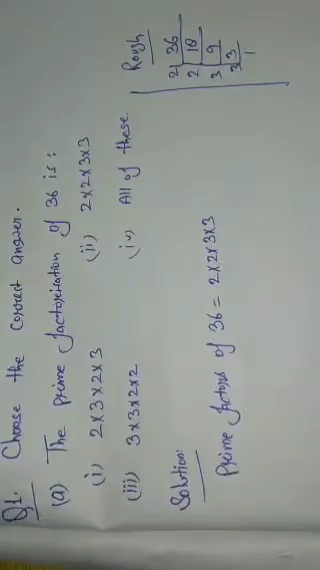 Q1. Choose the correct answer.
(a) The prime factorisation of 36 is:
(i) 2×3×2×3 (ii) 2×2×3×3
(iii) 3×3×2×2 (iv) All of these
Solution:
Prime factors of 36 = 2×2×3×3
Rough
2 36
2 18
3 9
3 3
1